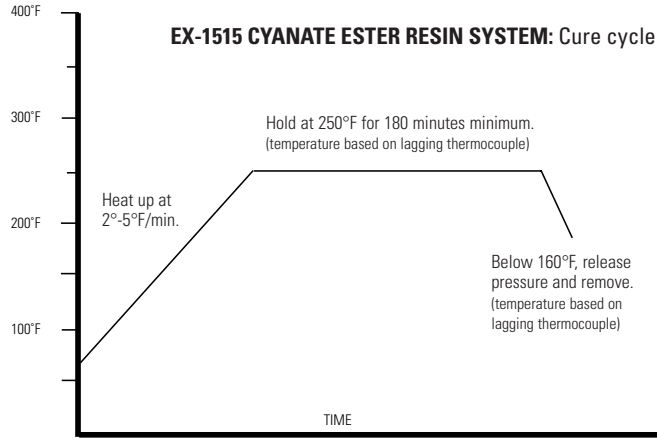 400˚F
EX-1515 CYANATE ESTER RESIN SYSTEM: Cure cycle
300˚F
Hold at 250°F for 180 minutes minimum.
(temperature based on lagging thermocouple)
Heat up at
2°-5°F/min.
200˚F
Below 160°F, release
pressure and remove.
(temperature based on
lagging thermocouple)
100˚F
TIME